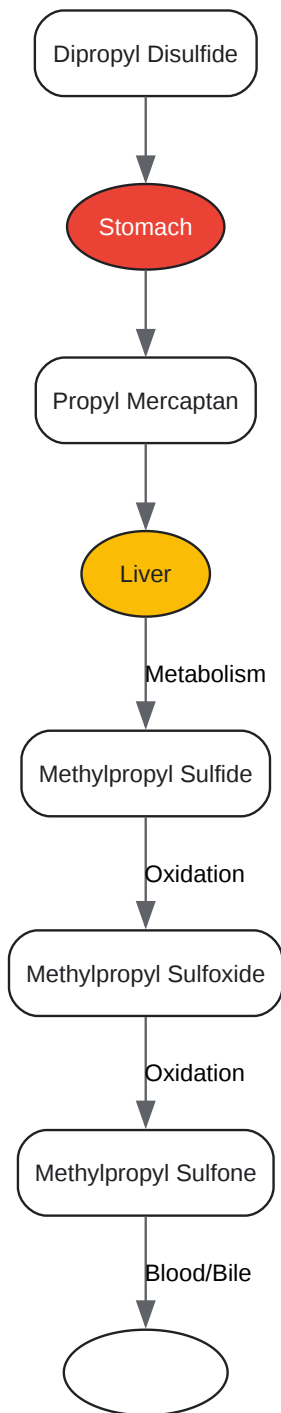 Dipropyl Disulfide
Stomach
Propyl Mercaptan
Liver
Metabolism
Methylpropyl Sulfide
Oxidation
Methylpropyl Sulfoxide
Oxidation
Methylpropyl Sulfone
Blood/Bile